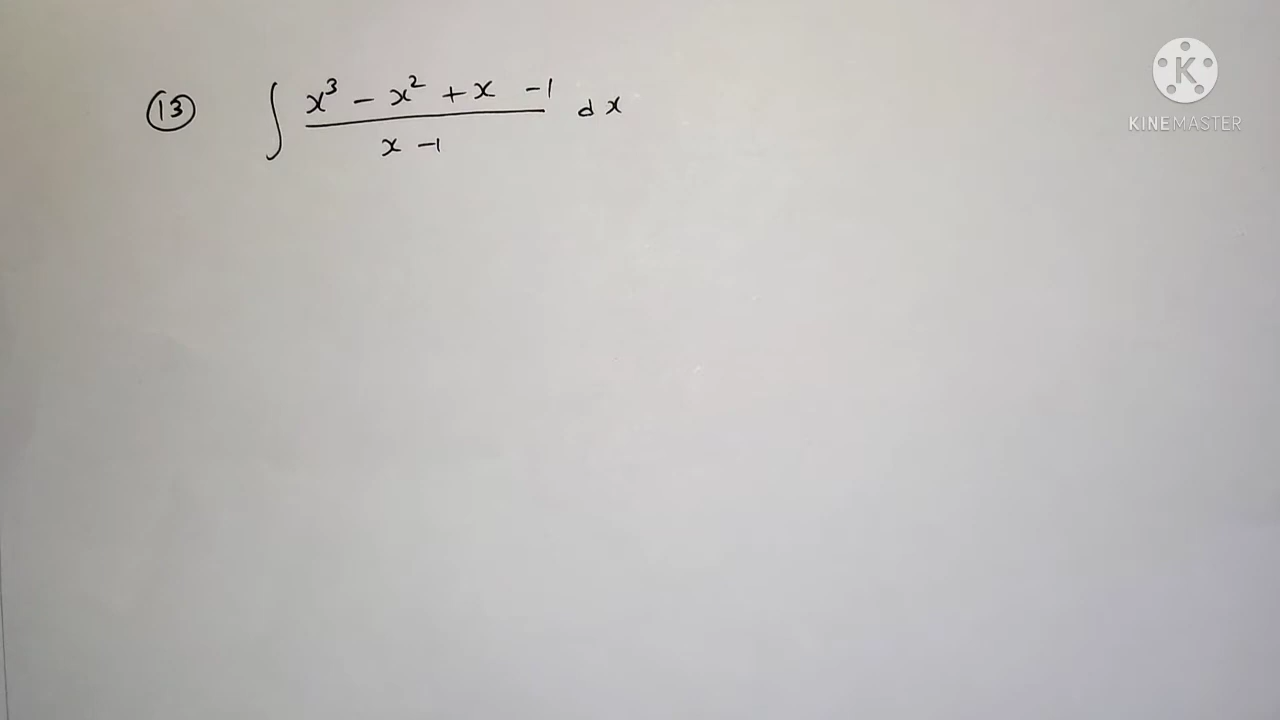 ⑬ ∫ (x³ - x² + x - 1)/(x - 1) dx
K
KINEMASTER